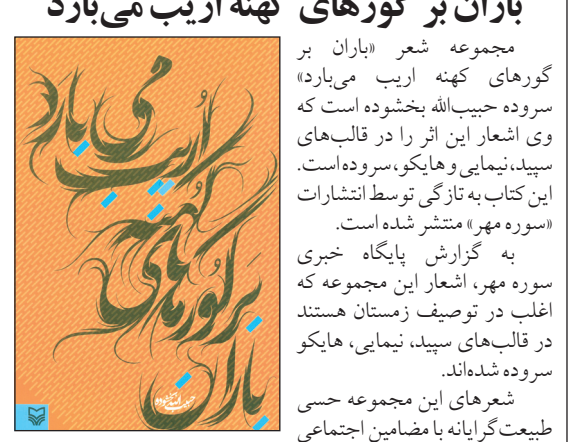 باران بر گورهای کهنه اریب می‌بارد
مجموعه شعر «باران بر
گورهای کهنه اریب می‌بارد»
سروده حبیب‌الله بخشوده است که
وی اشعار این اثر را در قالب‌های
سپید، نیمایی و هایکو، سروده است.
این کتاب به تازگی توسط انتشارات
«سوره مهر» منتشر شده است.
به گزارش پایگاه خبری
سوره مهر، اشعار این مجموعه که
اغلب در توصیف زمستان هستند
در قالب‌های سپید، نیمایی، هایکو
سروده شده‌اند.
شعرهای این مجموعه حسی
طبیعت‌گرایانه با مضامین اجتماعی
می بارد
اریب
کهنه
بر گورهای
باران
حبیب الله بخشوده